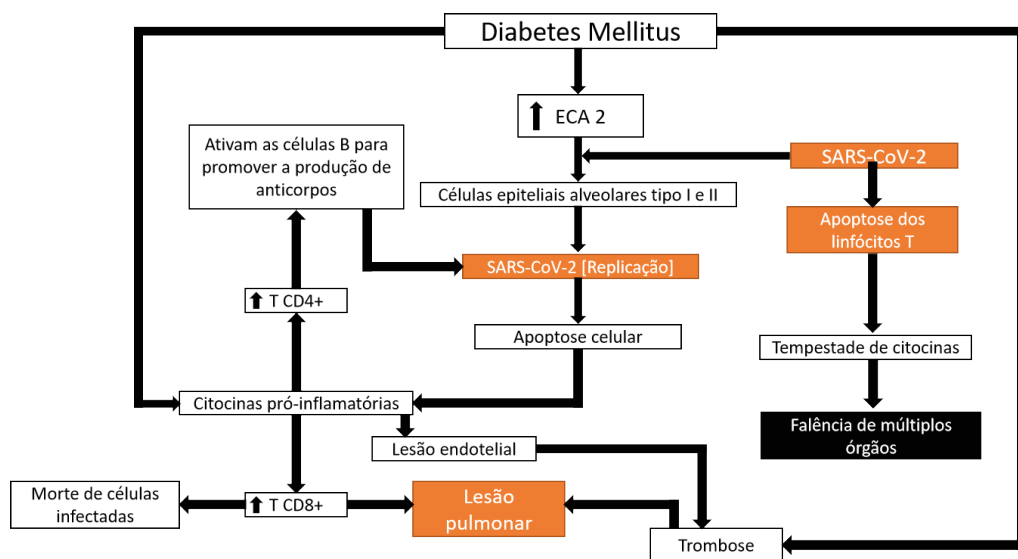 Diabetes Mellitus
ECA 2
Ativam as células B para
promover a produção de
anticorpos
SARS-CoV-2
Células epiteliais alveolares tipo I e II
Apoptose dos
linfócitos T
SARS-CoV-2 [Replicação]
T CD4+
Apoptose celular
Tempestade de citocinas
Citocinas pró-inflamatórias
Falência de múltiplos
órgãos
Lesão endotelial
Morte de células
infectadas
T CD8+
Lesão
pulmonar
Trombose